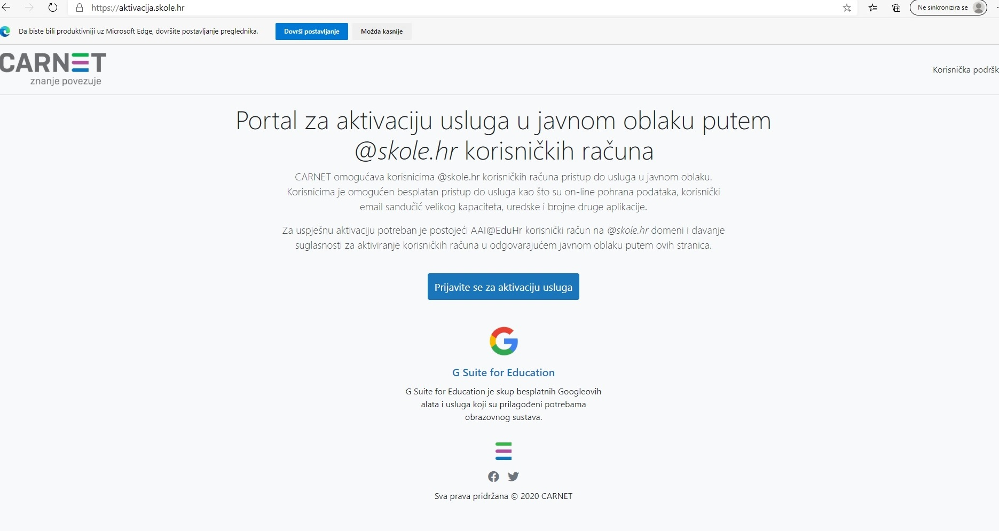 https://aktivacija.skole.hr
Ne sinkronizira se
Da biste bili produktivniji uz Microsoft Edge, dovršite postavljanje preglednika.
Dovrši postavljanje
Možda kasnije
CARNET
znanje povezuje
Korisnička podršk
Portal za aktivaciju usluga u javnom oblaku putem
@skole.hr korisničkih računa
CARNET omogućava korisnicima @skole.hr korisničkih računa pristup do usluga u javnom oblaku.
Korisnicima je omogućen besplatan pristup do usluga kao što su on-line pohrana podataka, korisnički
email sandučić velikog kapaciteta, uredske i brojne druge aplikacije.
Za uspješnu aktivaciju potreban je postojeći AAI@EduHr korisnički račun na @skole.hr domeni i davanje
suglasnosti za aktiviranje korisničkih računa u odgovarajućem javnom oblaku putem ovih stranica.
Prijavite se za aktivaciju usluga
G Suite for Education
G Suite for Education je skup besplatnih Googleovih
alata i usluga koji su prilagođeni potrebama
obrazovnog sustava.
Sva prava pridržana © 2020 CARNET